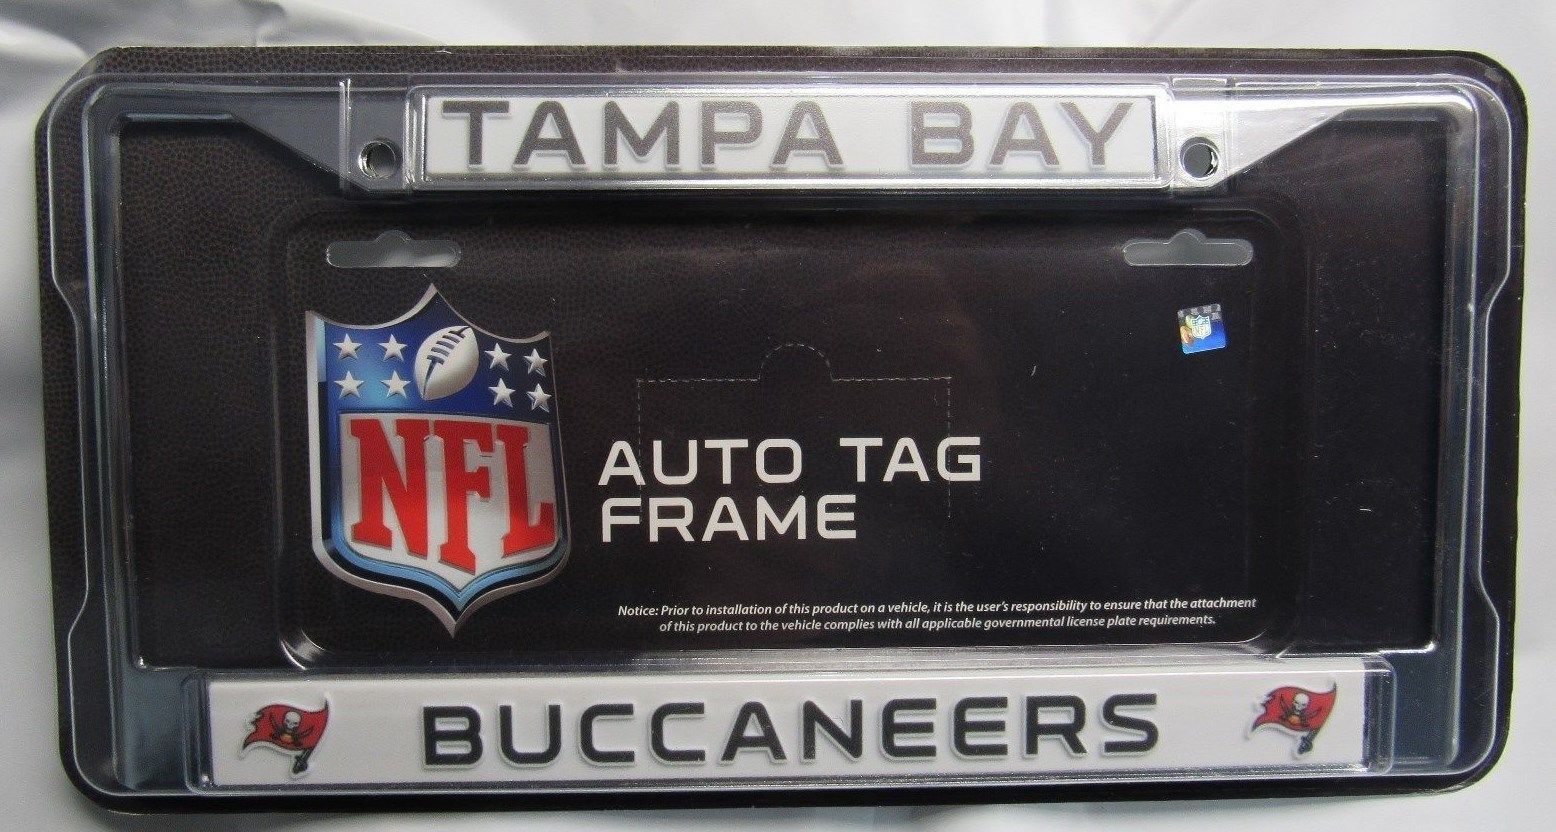 TAMPA BAY
NFL
AUTO TAG
FRAME
Notice: Prior to installation of this product on a vehicle, it is the user's responsibility to ensure that the attachment
of this product to the vehicle complies with all applicable governmental license plate requirements.
BUCCANEERS